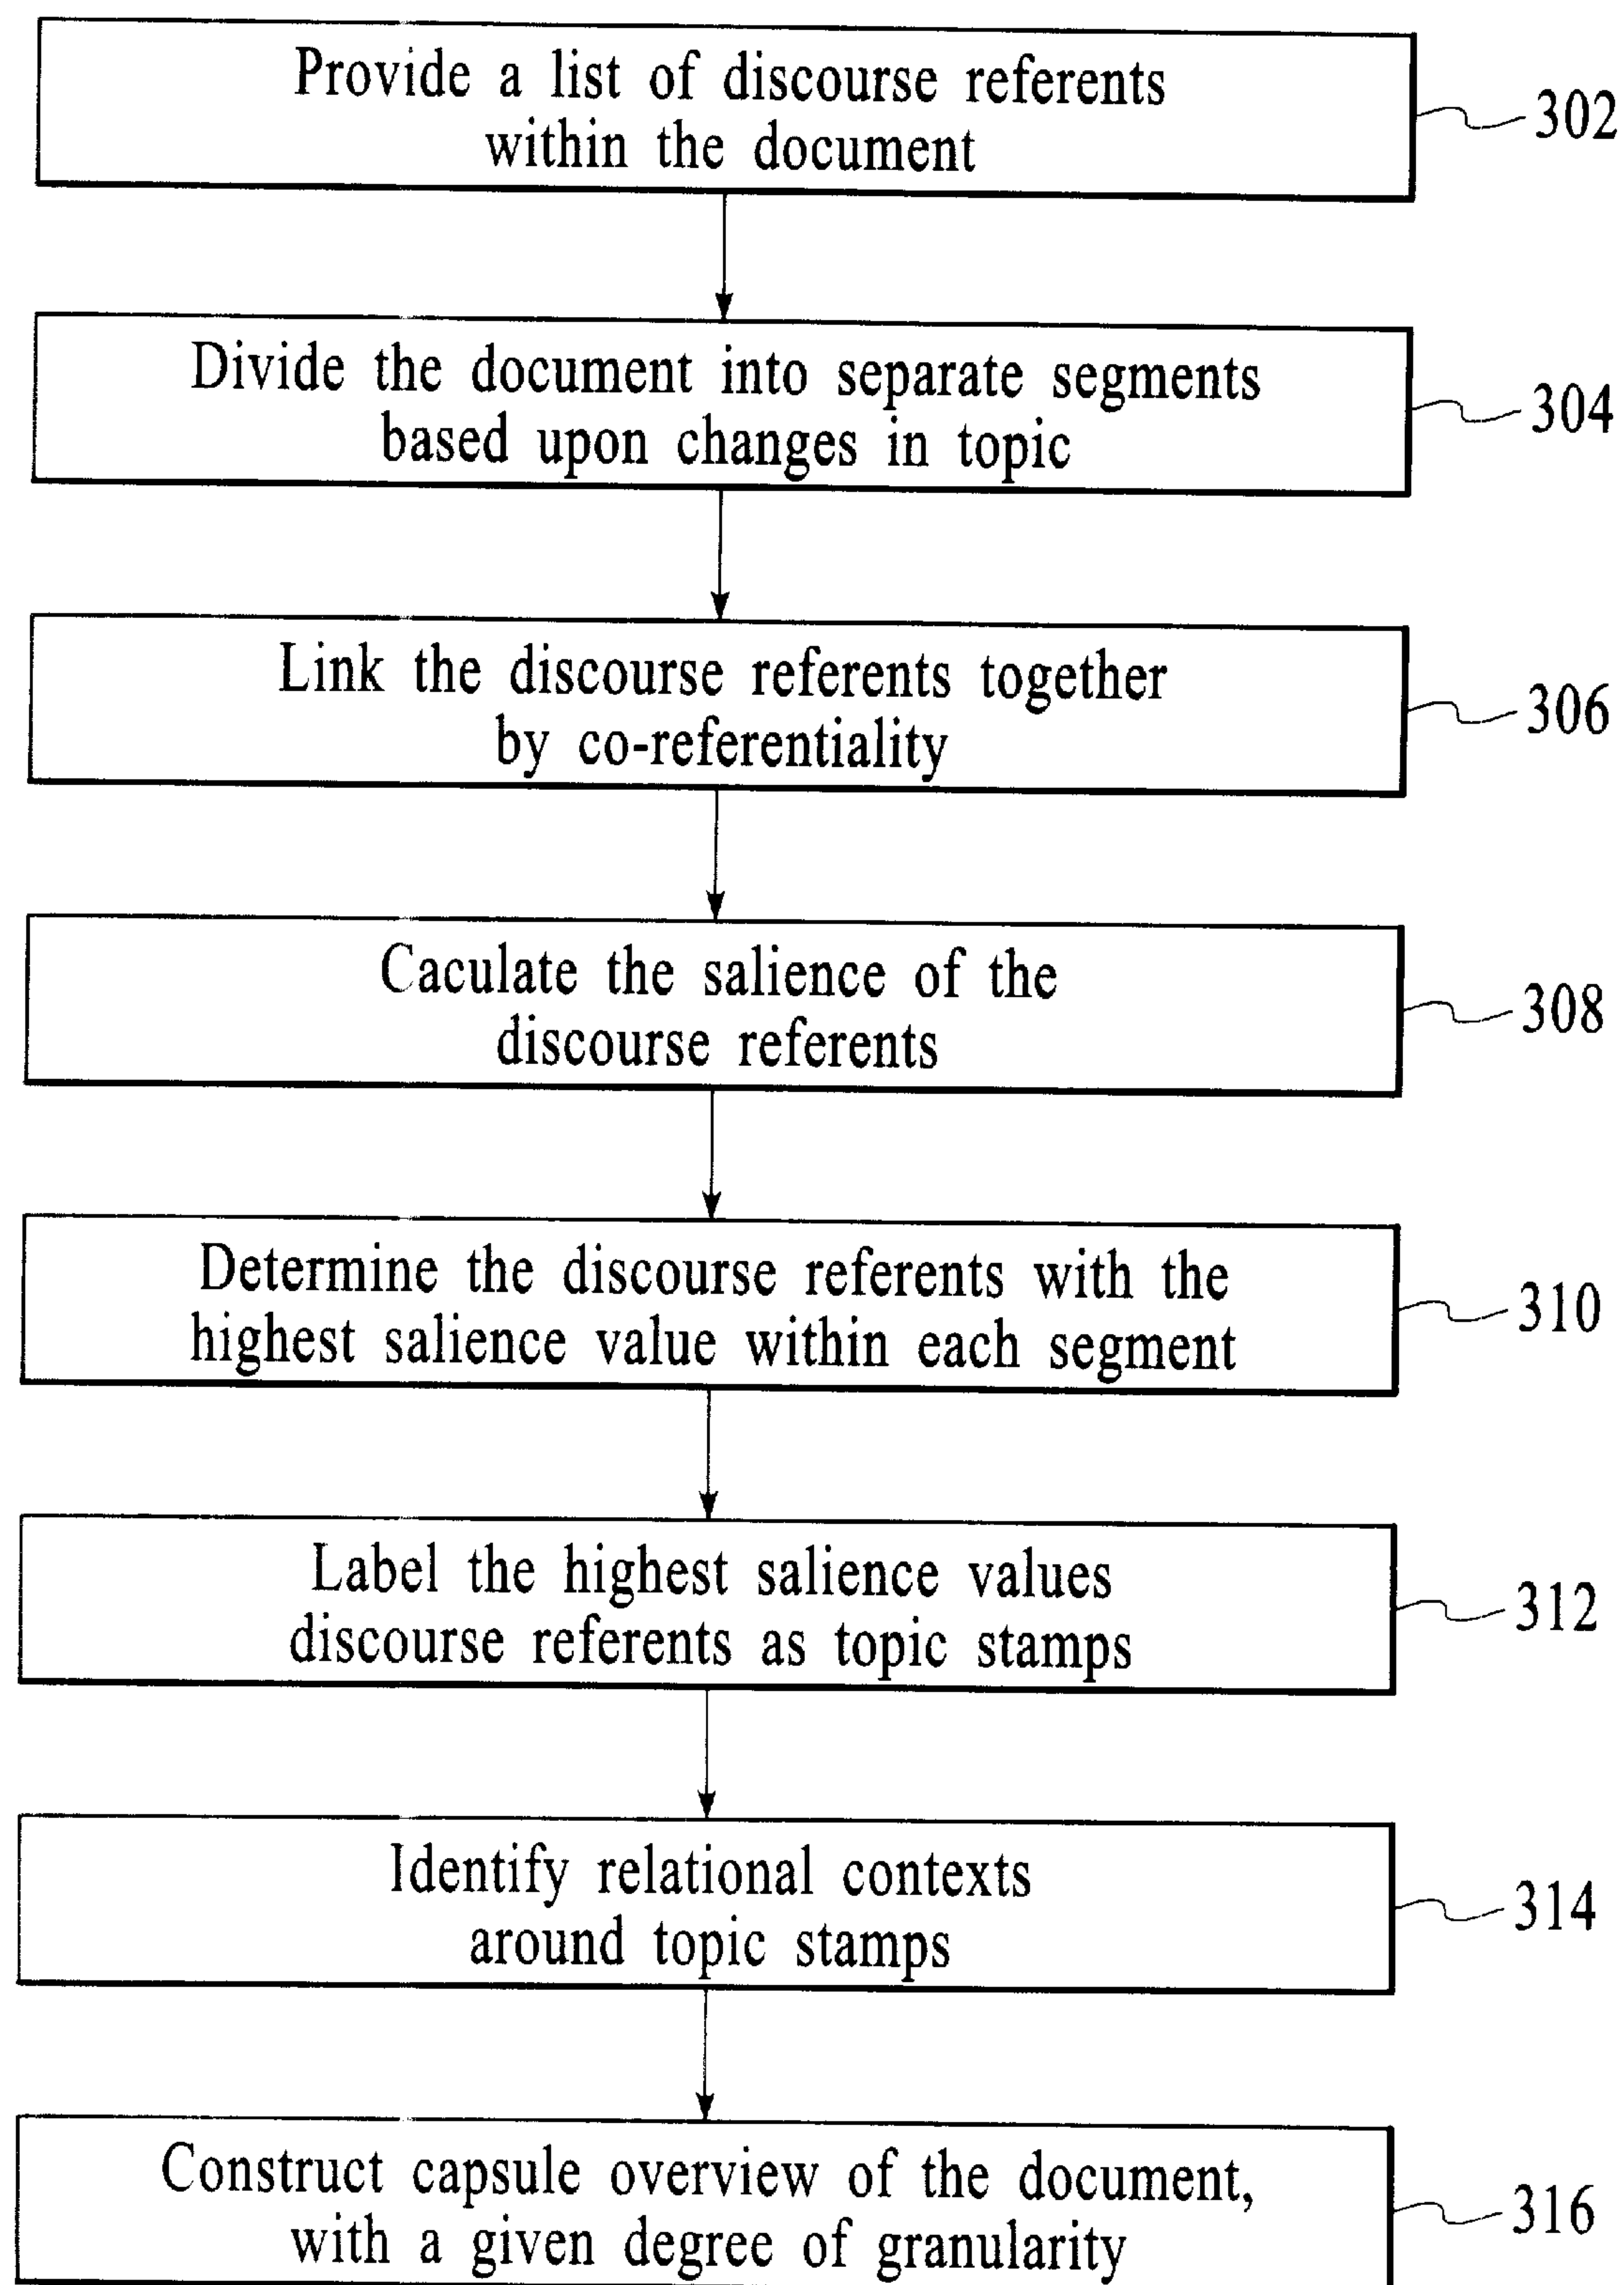 Provide a list of discourse referents
within the document
302
Divide the document into separate segments
based upon changes in topic
304
Link the discourse referents together
by co-referentiality
306
Caculate the salience of the
discourse referents
308
Determine the discourse referents with the
highest salience value within each segment
310
Label the highest salience values
discourse referents as topic stamps
312
Identify relational contexts
around topic stamps
314
Construct capsule overview of the document,
with a given degree of granularity
316